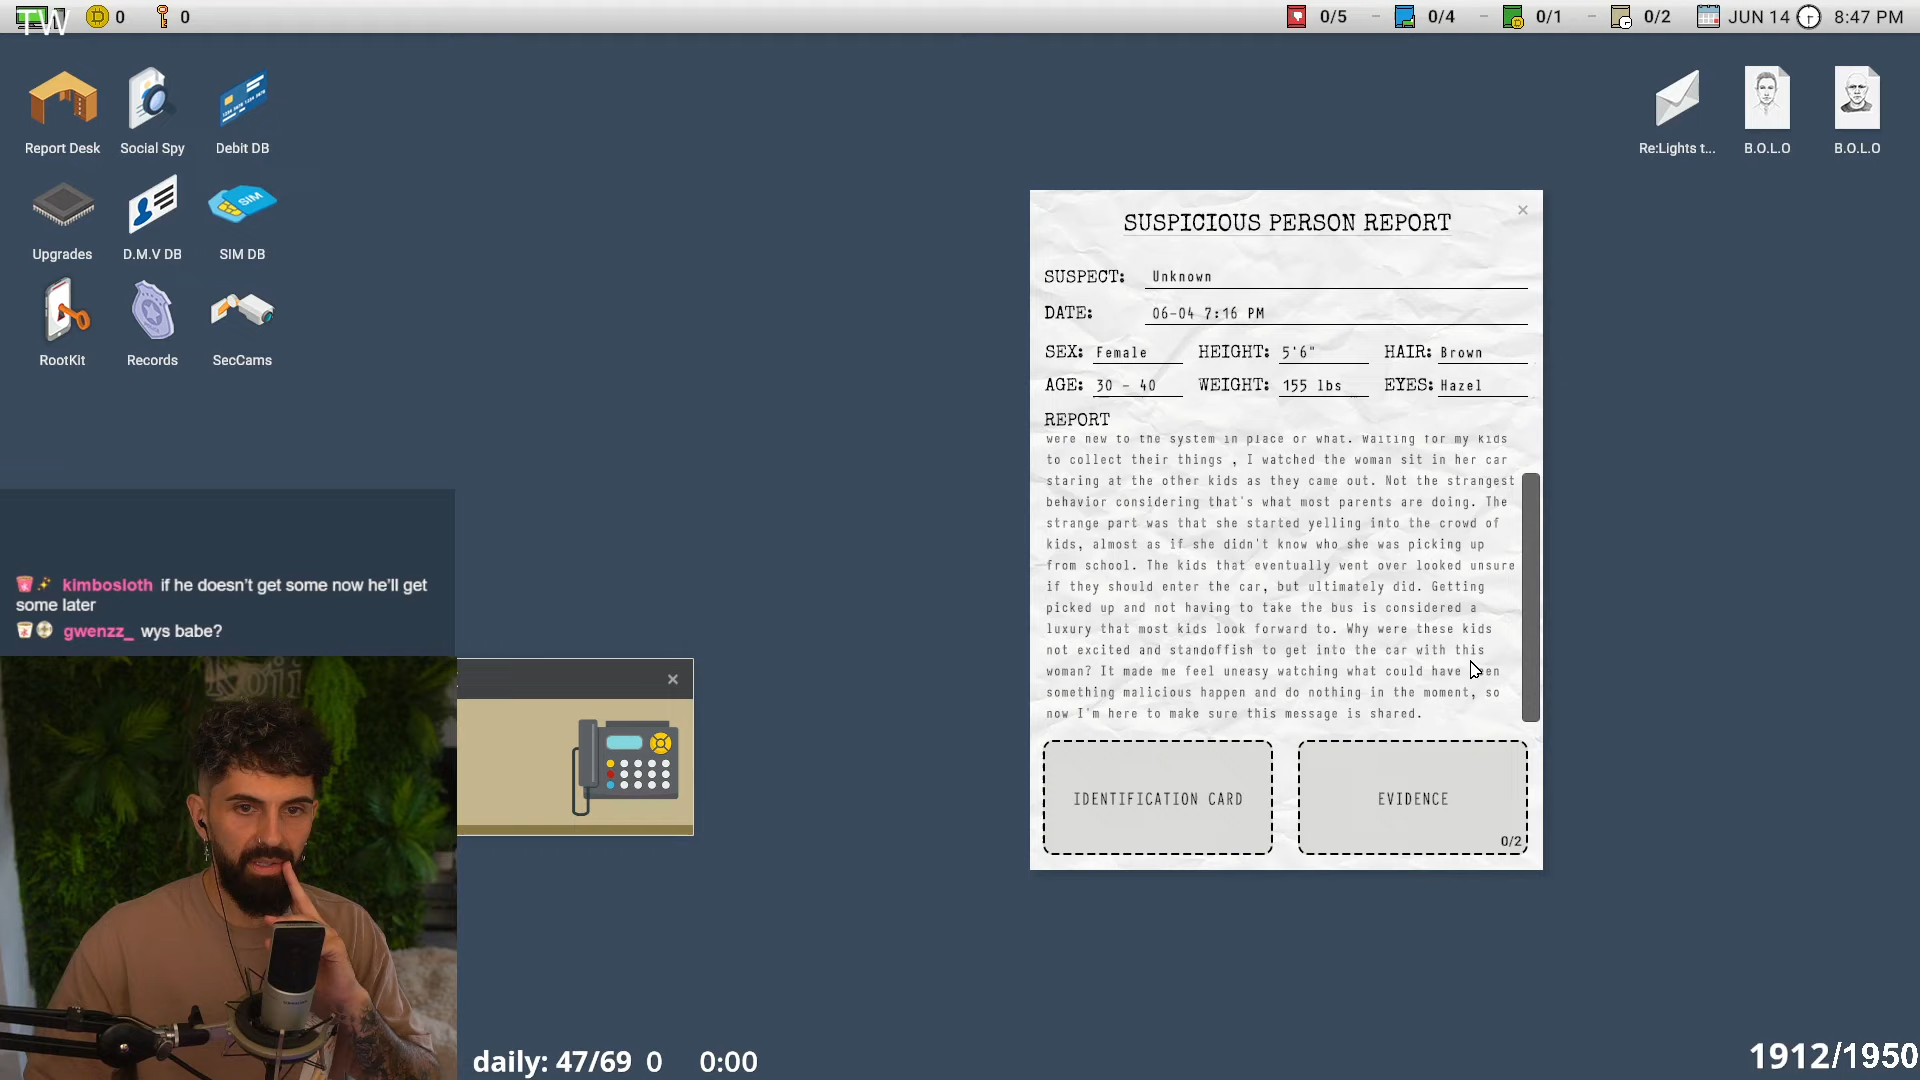 TW
0
0
0/5
0/4
0/1
0/2
JUN 14
8:47 PM
Report Desk
Social Spy
Debit DB
Upgrades
D.M.V DB
SIM DB
SIM
RootKit
Records
SecCams
Re:Lights t...
B.O.L.O
B.O.L.O
SUSPICIOUS PERSON REPORT
SUSPECT: Unknown
DATE: 06-04 7:16 PM
SEX: Female HEIGHT: 5'6" HAIR: Brown
AGE: 30 - 40 WEIGHT: 155 lbs EYES: Hazel
REPORT
were new to the system in place or what. Waiting for my kids
to collect their things , I watched the woman sit in her car
staring at the other kids as they came out. Not the strangest
behavior considering that's what most parents are doing. The
strange part was that she started yelling into the crowd of
kids, almost as if she didn't know who she was picking up
from school. The kids that eventually went over looked unsure
if they should enter the car, but ultimately did. Getting
picked up and not having to take the bus is considered a
luxury that most kids look forward to. Why were these kids
not excited and standoffish to get into the car with this
woman? It made me feel uneasy watching what could have been
something malicious happen and do nothing in the moment, so
now I'm here to make sure this message is shared.
IDENTIFICATION CARD
EVIDENCE
0/2
kimbosloth if he doesn't get some now he'll get
some later
gwenzz_ wys babe?
Koji
daily: 47/69 0 0:00
1912/1950